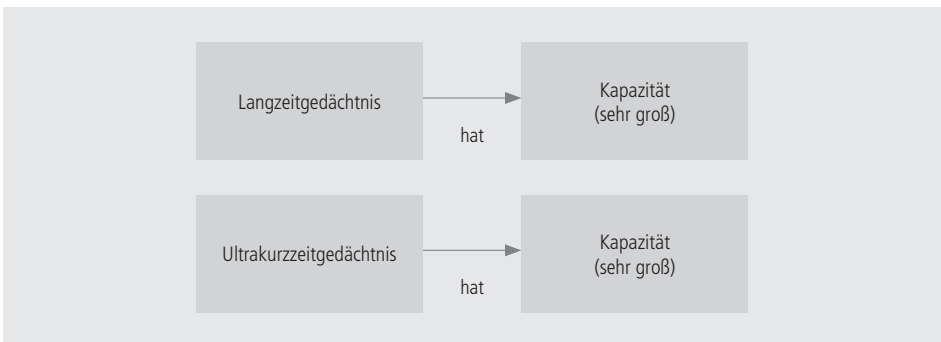 Langzeitgedächtnis
hat
Kapazität
(sehr groß)
Ultrakurzzeitgedächtnis
hat
Kapazität
(sehr groß)